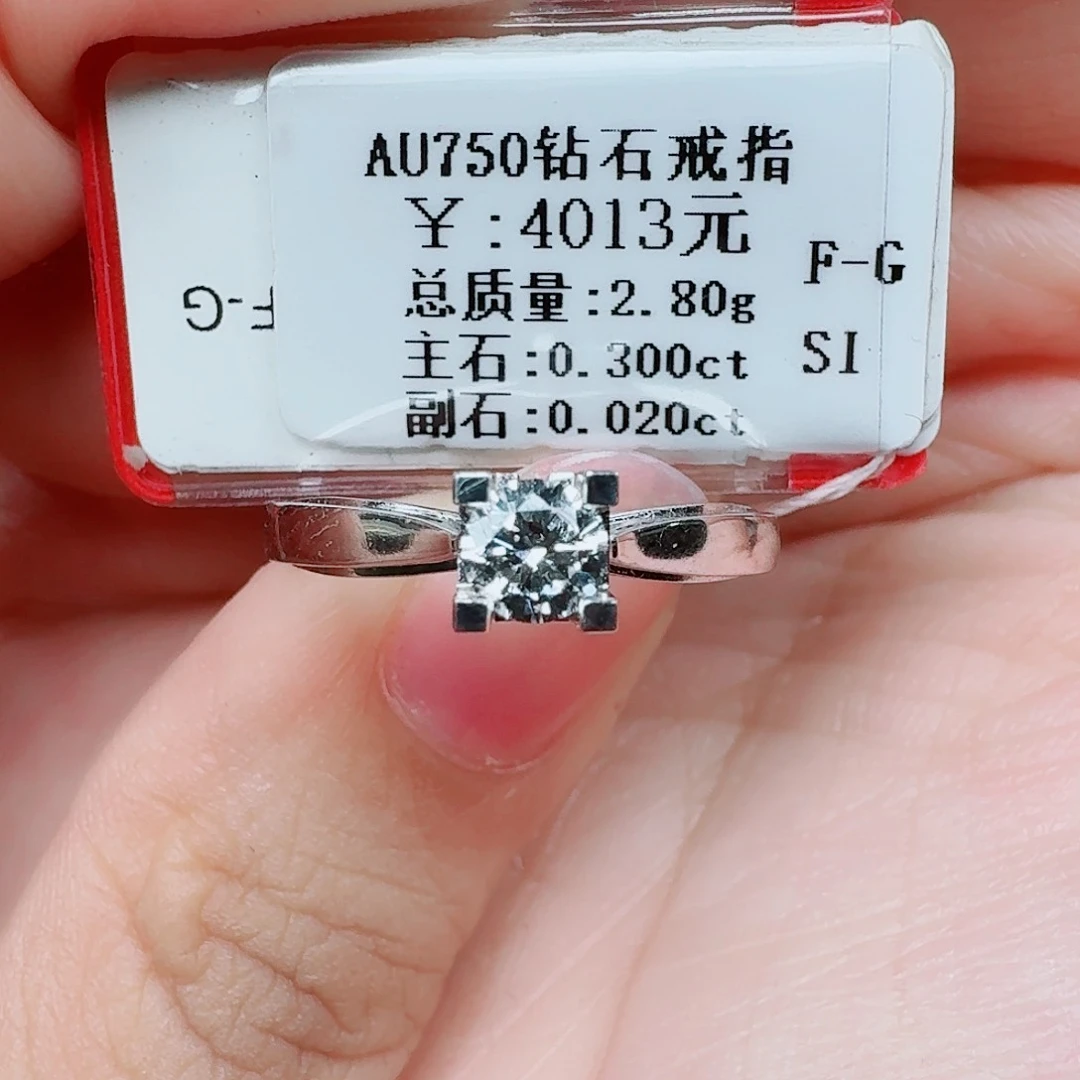 AU750钻石戒指
￥:4013元
总质量:2.80g
主石:0.300ct
副石:0.020ct
F-G
SI
F-G